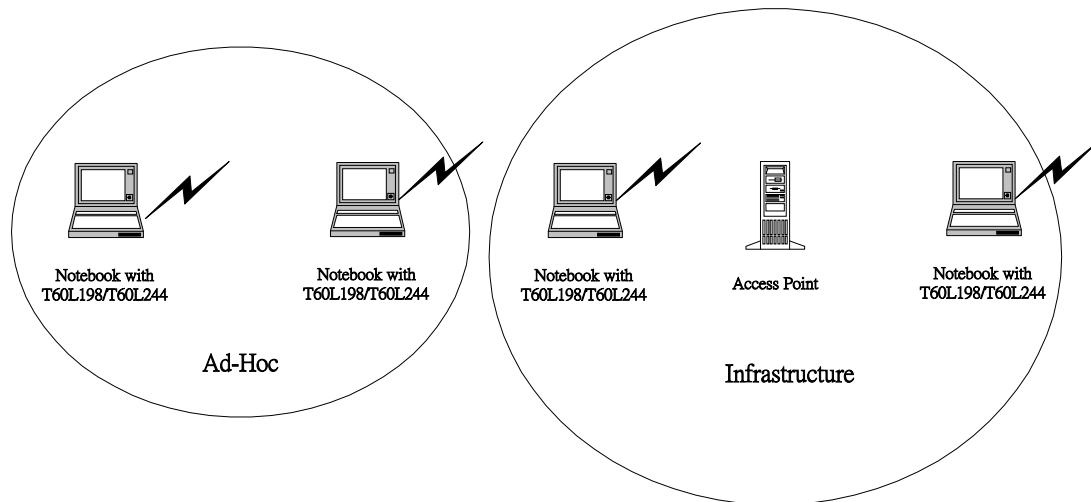 Notebook with
T60L198/T60L244
Notebook with
T60L198/T60L244
Ad-Hoc
Notebook with
T60L198/T60L244
Access Point
Notebook with
T60L198/T60L244
Infrastructure